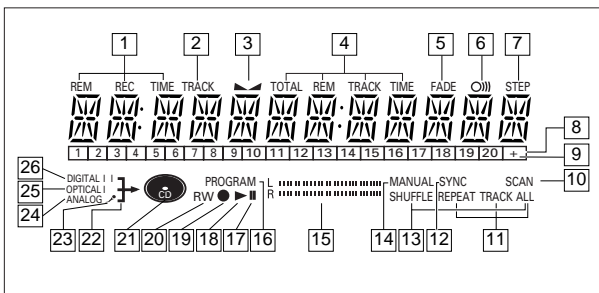 1 2 3 4 5 6 7
REM REC TIME TRACK TOTAL REM TRACK TIME FADE STEP
1 2 3 4 5 6 7 8 9 10 11 12 13 14 15 16 17 18 19 20 +
8
9
26 DIGITAL I I
25 OPTICAL I
24 ANALOG
CD
PROGRAM
RW
L
R
MANUAL SYNC SCAN
SHUFFLE REPEAT TRACK ALL
10
23 22 21 20 19 18 17 16 15 14 13 12 11